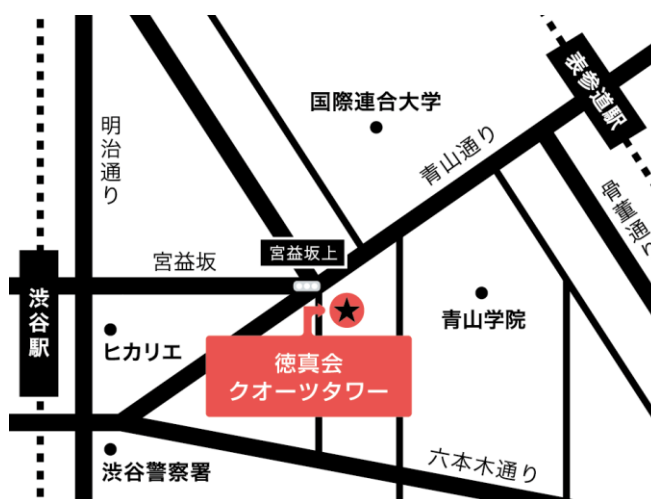 表参道駅
国際連合大学
明治通り
青山通り
骨董通り
宮益坂上
宮益坂
渋谷駅
青山学院
ヒカリエ
徳真会
クオーツタワー
六本木通り
渋谷警察署